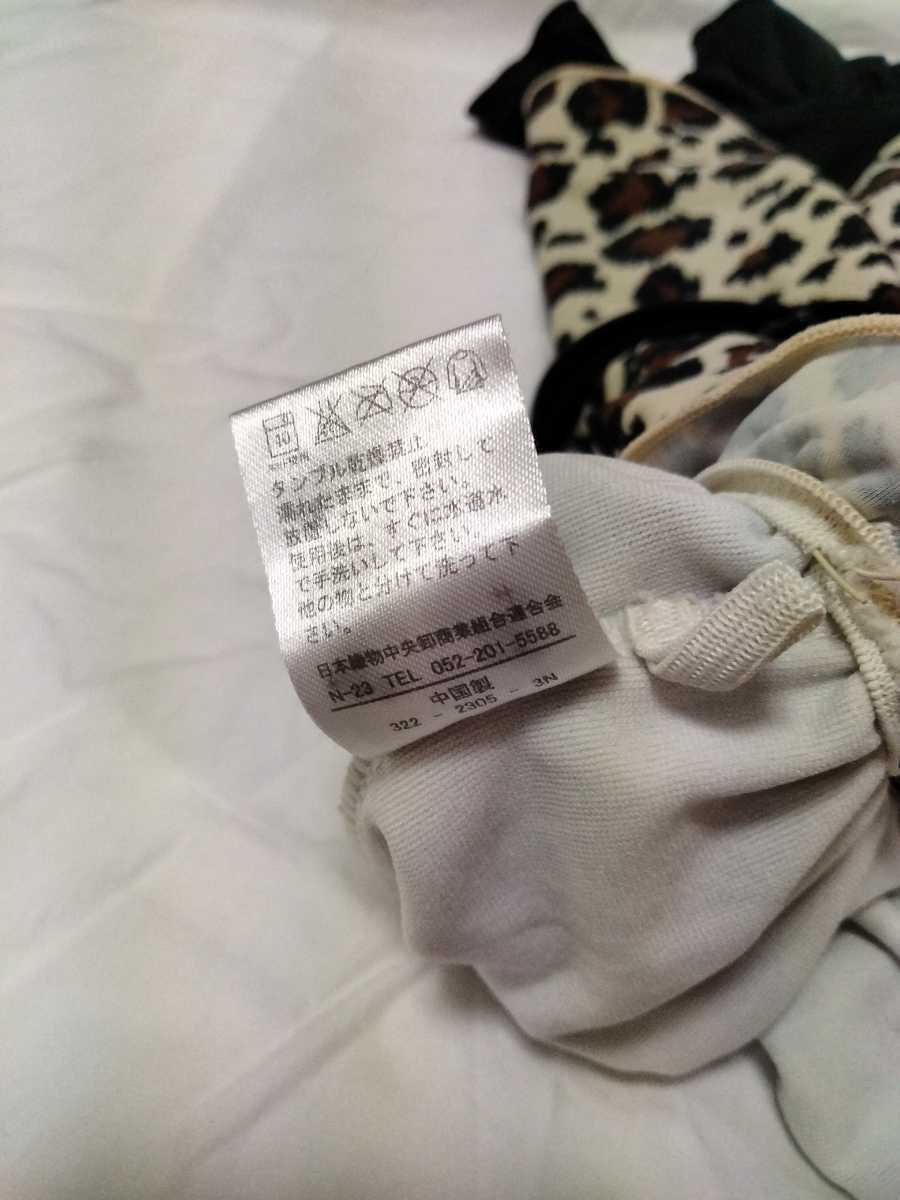 30
タンブル乾燥禁止
濡れたままで、密封して
放置しないで下さい。
使用後は、すぐに水道水
で手洗いして下さい。
他の物と分けて洗って下
さい。
日本織物中央卸商業組合連合会
N-23 TEL 052-201-5588
中国製
322 - 2305 - 3N